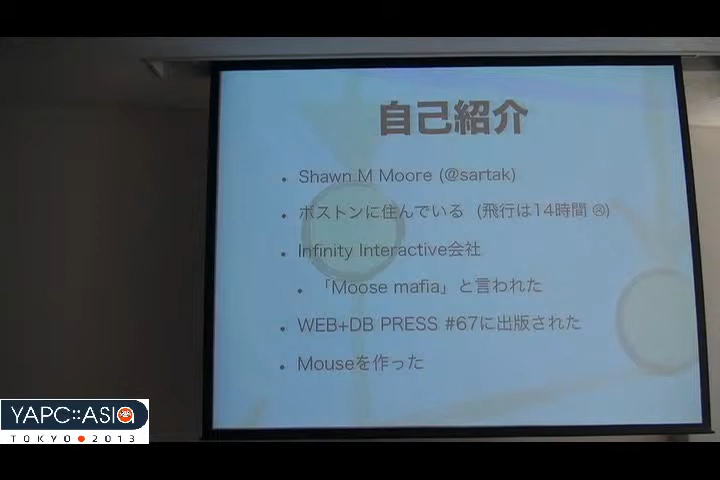 自己紹介
Shawn M Moore (@sartak)
ボストンに住んでいる (飛行は14時間 ☹)
Infinity Interactive会社
「Moose mafia」と言われた
WEB+DB PRESS #67に出版された
Mouseを作った
YAPC::ASIA
TOKYO 2013